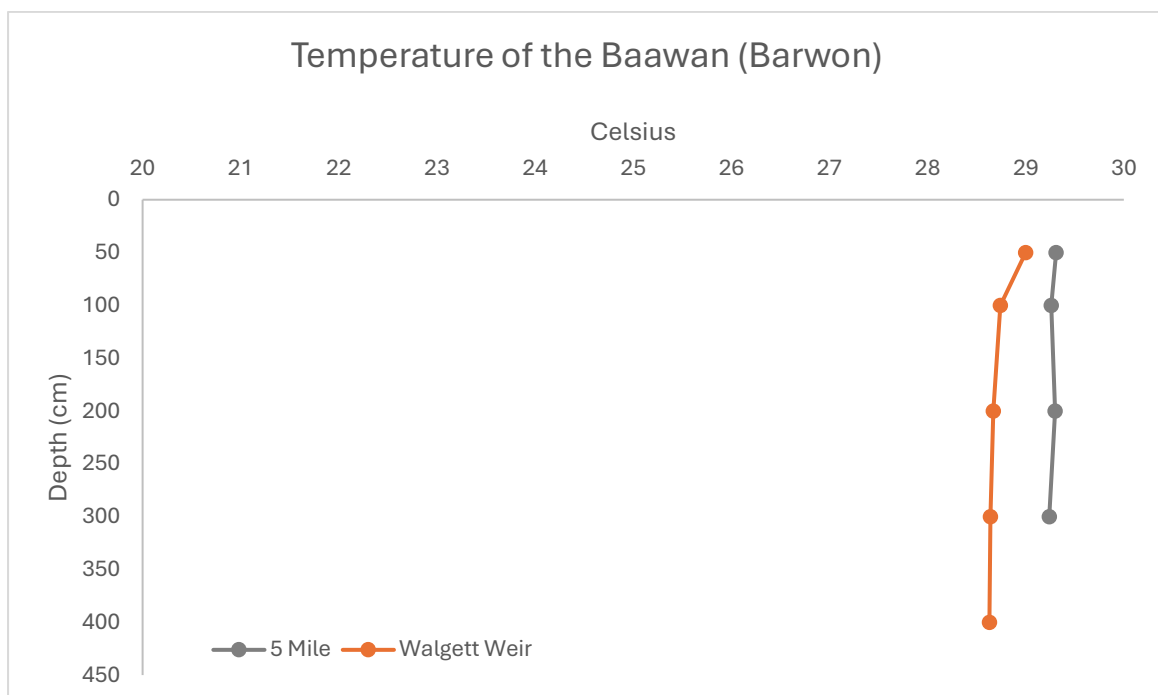 Temperature of the Baawan (Barwon)
Celsius
20 21 22 23 24 25 26 27 28 29 30
0
50
100
150
200
250
300
350
400
450
Depth (cm)
5 Mile Walgett Weir